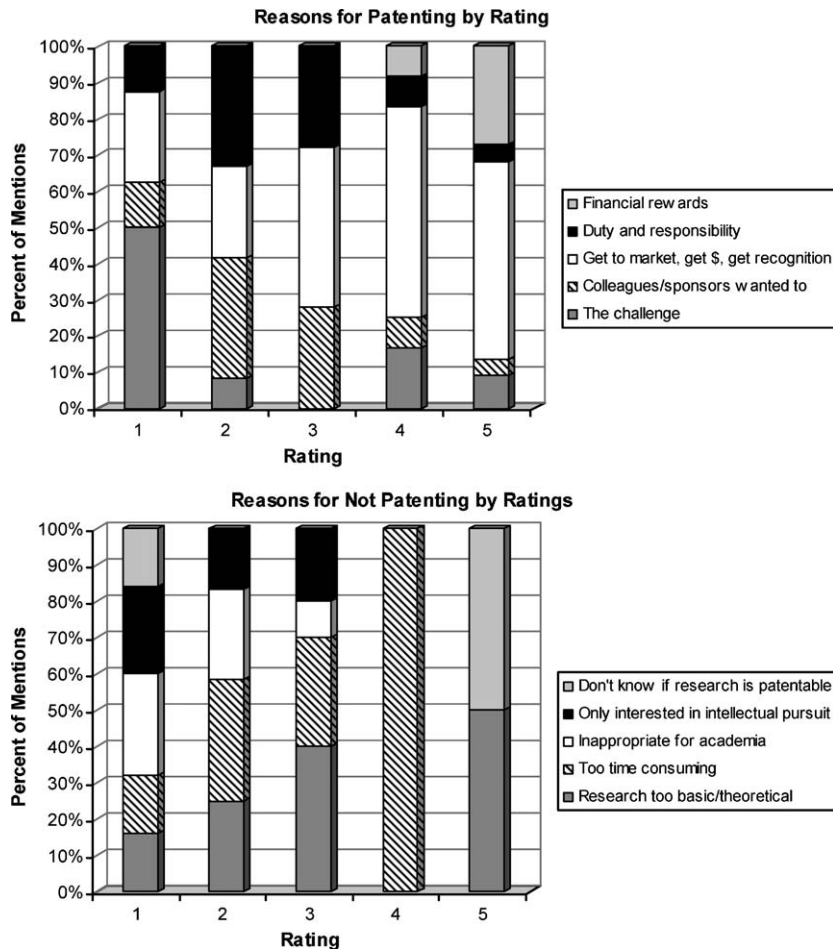 Reasons for Patenting by Rating
100%
90%
80%
70%
60%
50%
40%
30%
20%
10%
0%
Percent of Mentions
1 2 3 4 5
Rating
Financial rewards
Duty and responsibility
Get to market, get $, get recognition
Colleagues/sponsors wanted to
The challenge
Reasons for Not Patenting by Ratings
100%
90%
80%
70%
60%
50%
40%
30%
20%
10%
0%
Percent of Mentions
1 2 3 4 5
Rating
Don't know if research is patentable
Only interested in intellectual pursuit
Inappropriate for academia
Too time consuming
Research too basic/theoretical